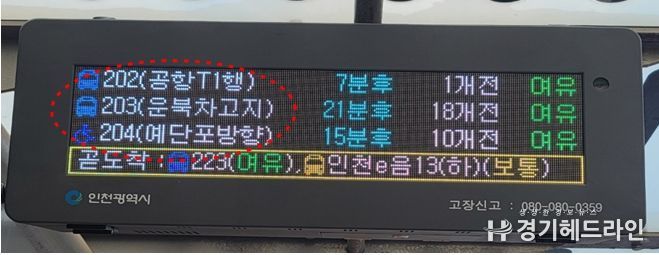 202(공항T1행) 7분후 1개전 여유
203(운북차고지) 21분후 18개전 여유
204(예단포방향) 15분후 10개전 여유
곧도착 : 223(여유), 인천e음13(하)(보통)
인천광역시
고장신고 : 080-080-0359
경기헤드라인